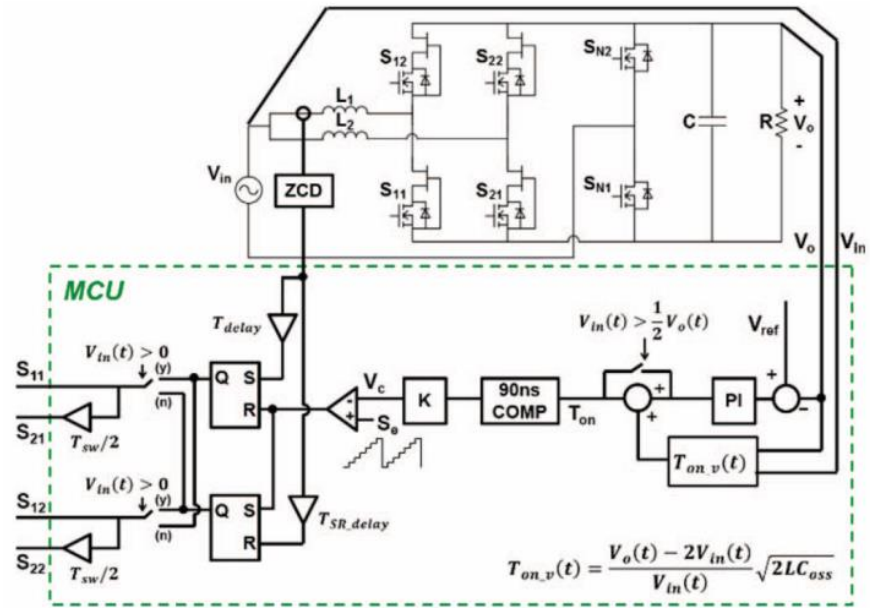 S12
S22
SN2
L1
L2
C
R
+
Vo
-
Vin
ZCD
S11
S21
SN1
Vo
Vin
MCU
Tdelay
Vin(t) > 1/2 Vo(t)
Vref
Vin(t) > 0
S11
(y)
(n)
Q S
R
Vc
-
+
Se
K
90ns
COMP
Ton
+
+
PI
+
-
S21
Tsw/2
Ton_v(t)
Vin(t) > 0
S12
(y)
(n)
Q S
R
TSR_delay
S22
Tsw/2
Ton_v(t) = (Vo(t) − 2Vin(t))/Vin(t) √2LCoss